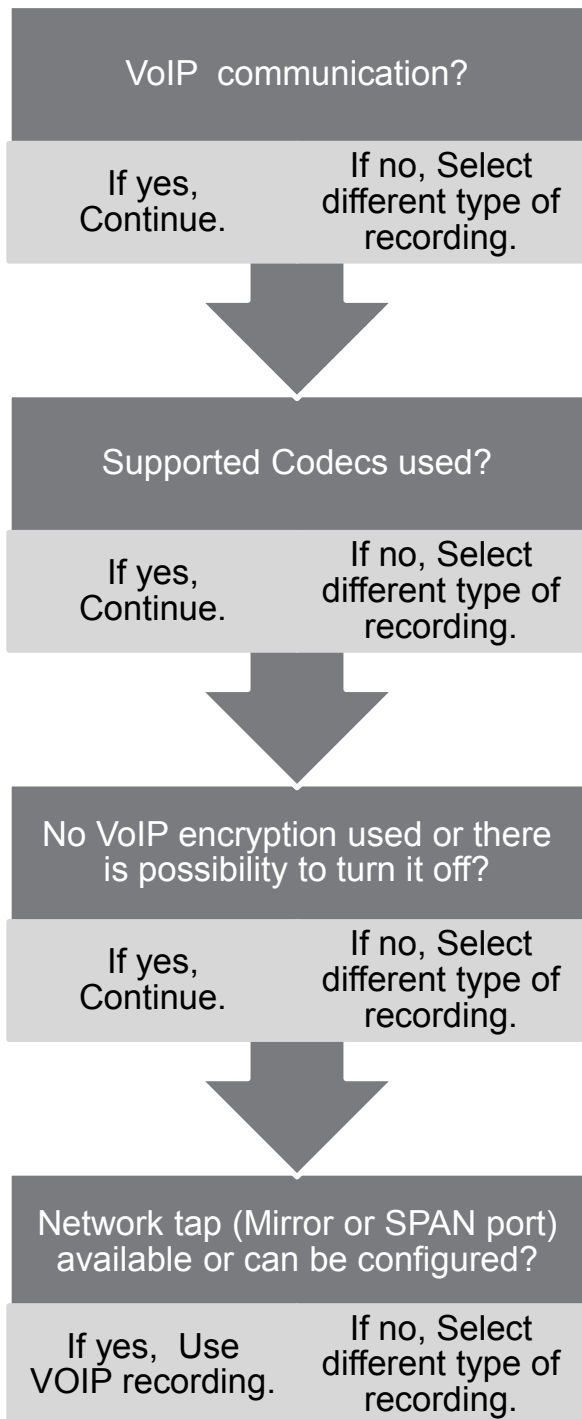 VoIP communication?
If yes,
Continue.
If no, Select
different type of
recording.
Supported Codecs used?
If yes,
Continue.
If no, Select
different type of
recording.
No VoIP encryption used or there
is possibility to turn it off?
If yes,
Continue.
If no, Select
different type of
recording.
Network tap (Mirror or SPAN port)
available or can be configured?
If yes, Use
VOIP recording.
If no, Select
different type of
recording.